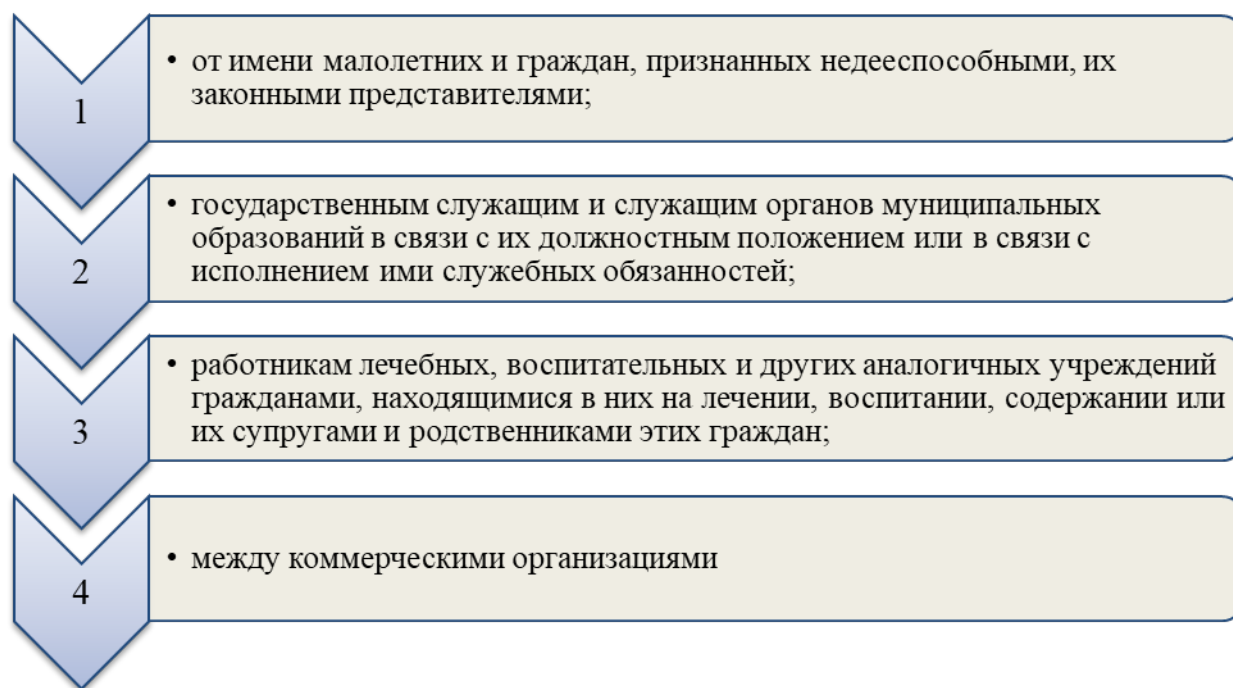 1
• от имени малолетних и граждан, признанных недееспособными, их
законными представителями;
2
• государственным служащим и служащим органов муниципальных
образований в связи с их должностным положением или в связи с
исполнением ими служебных обязанностей;
3
• работникам лечебных, воспитательных и других аналогичных учреждений
гражданами, находящимися в них на лечении, воспитании, содержании или
их супругами и родственниками этих граждан;
4
• между коммерческими организациями